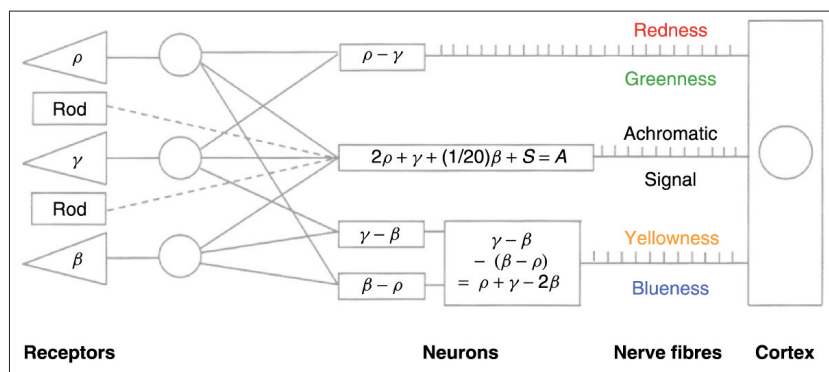 Redness
ρ
ρ − γ
Greenness
Rod
Achromatic
γ
2ρ + γ + (1/20)β + S = A
Signal
Rod
γ − β
γ − β
− (β − ρ)
= ρ + γ − 2β
Yellowness
β
β − ρ
Blueness
Receptors
Neurons
Nerve fibres
Cortex